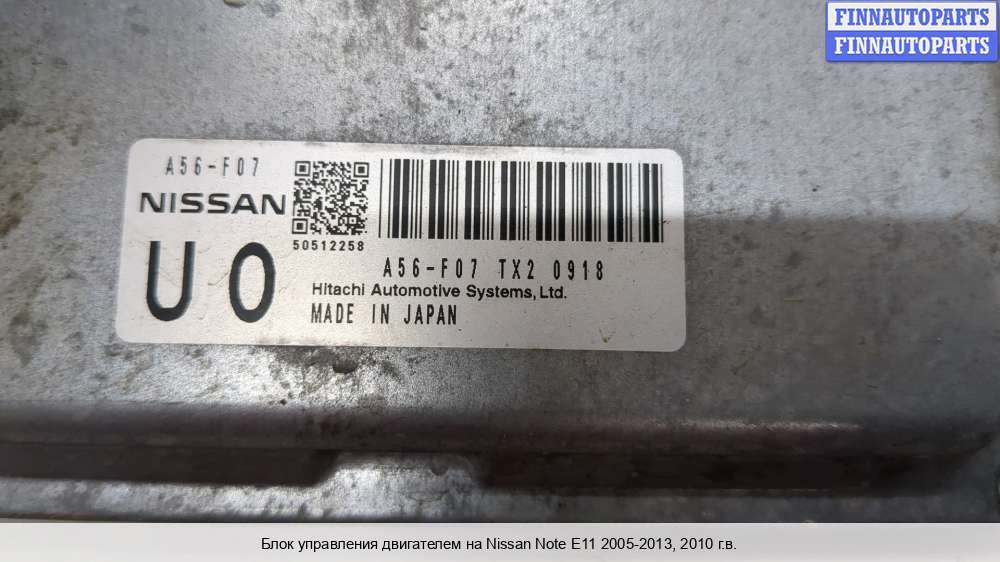 FINNAUTOPARTS
FINNAUTOPARTS
A56-F07
NISSAN
50512258
U0
A56-F07 TX2 0918
Hitachi Automotive Systems, Ltd.
MADE IN JAPAN
Блок управления двигателем на Nissan Note E11 2005-2013, 2010 г.в.